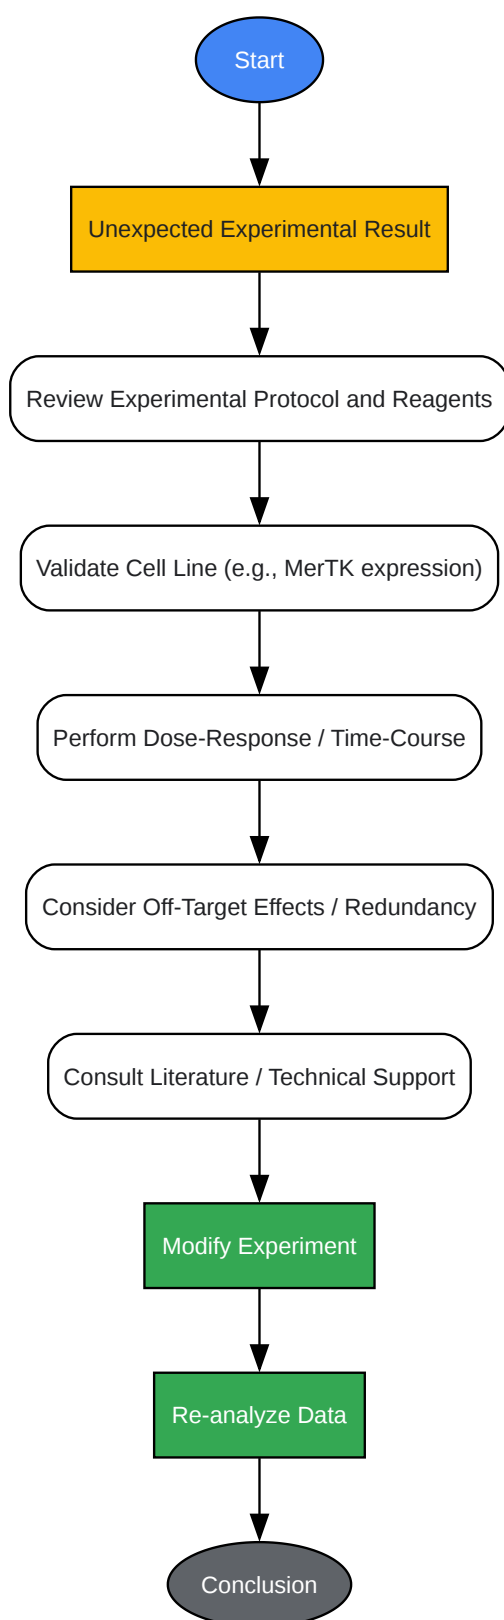 Start
Unexpected Experimental Result
Review Experimental Protocol and Reagents
Validate Cell Line (e.g., MerTK expression)
Perform Dose-Response / Time-Course
Consider Off-Target Effects / Redundancy
Consult Literature / Technical Support
Modify Experiment
Re-analyze Data
Conclusion